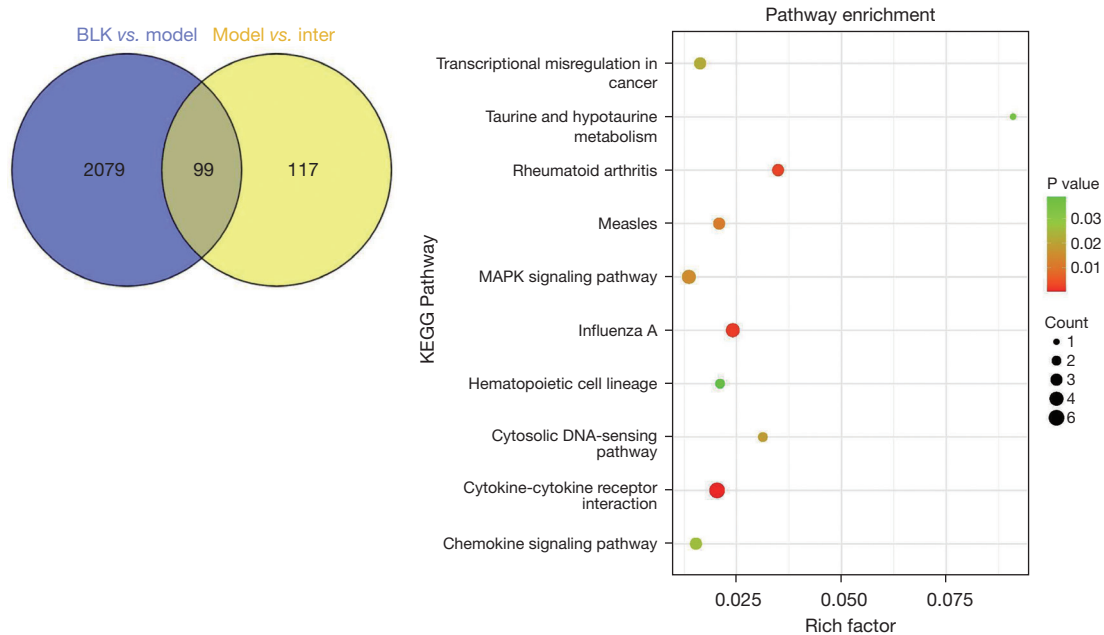 BLK vs. model Model vs. inter
2079
99
117
Pathway enrichment
KEGG Pathway
Transcriptional misregulation in
cancer
Taurine and hypotaurine
metabolism
Rheumatoid arthritis
Measles
MAPK signaling pathway
Influenza A
Hematopoietic cell lineage
Cytosolic DNA-sensing
pathway
Cytokine-cytokine receptor
interaction
Chemokine signaling pathway
0.025
0.050
0.075
Rich factor
P value
0.03
0.02
0.01
Count
1
2
3
4
6